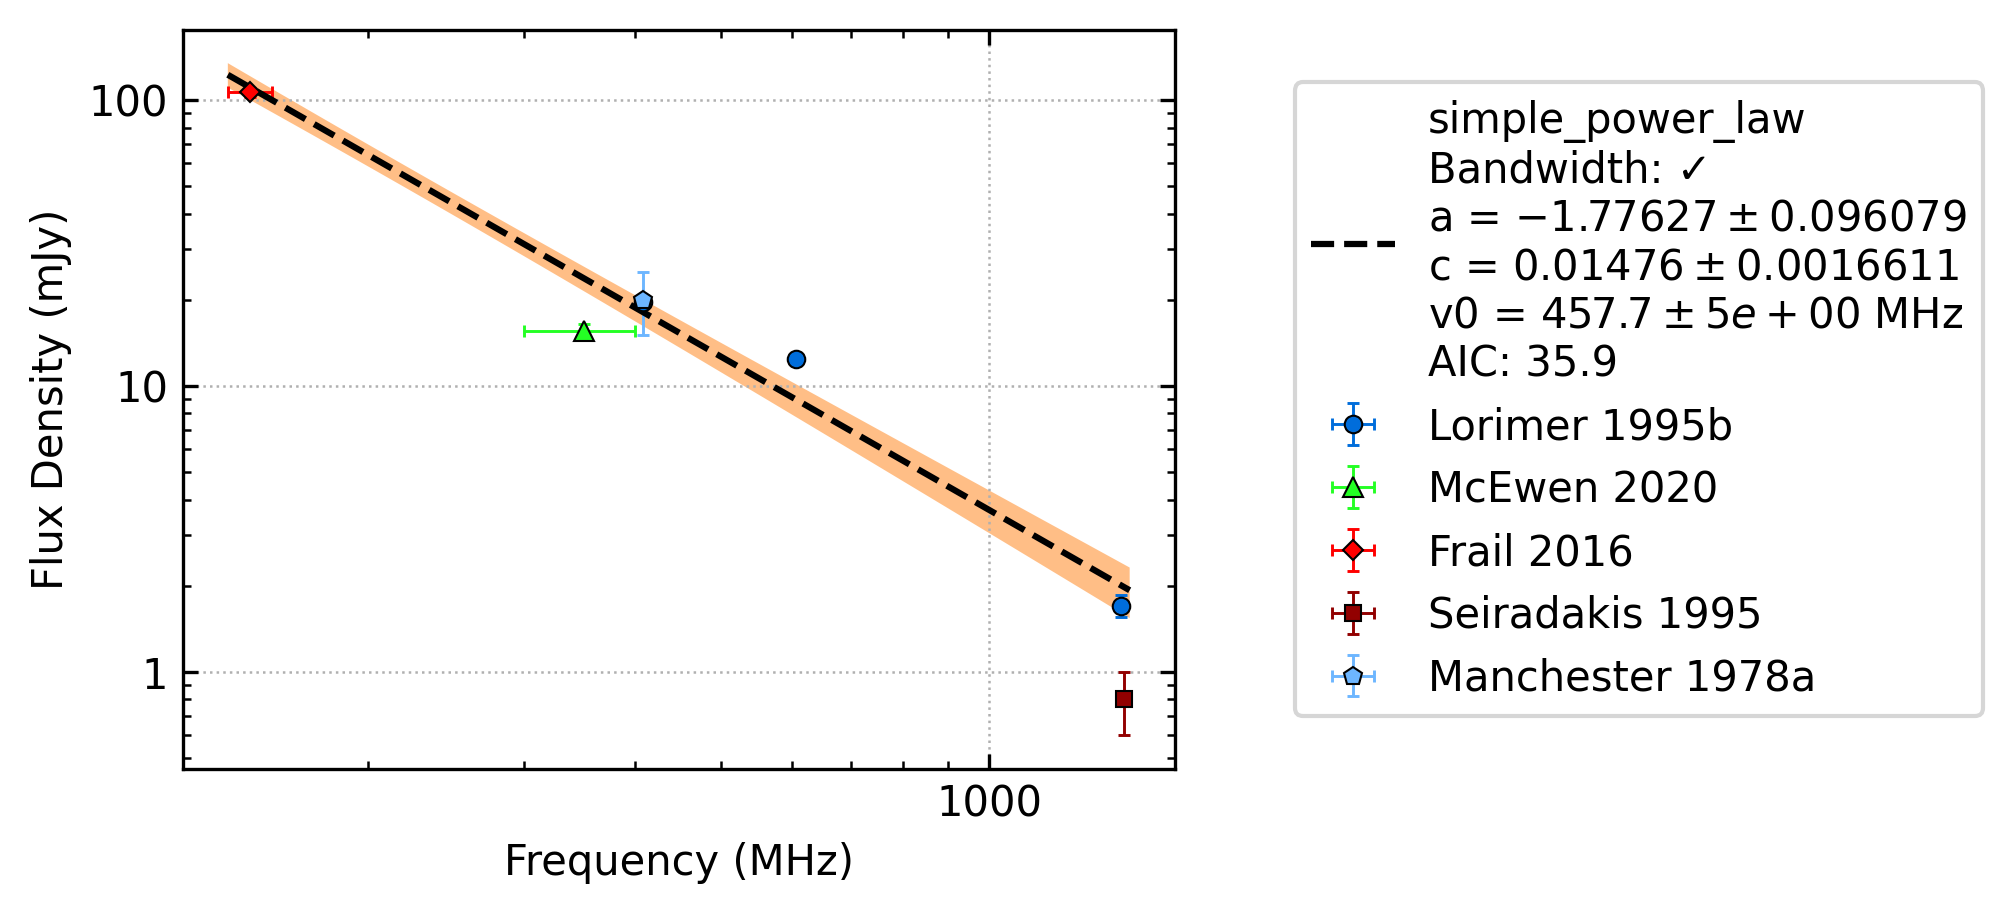 100
10
1
Flux Density (mJy)
1000
Frequency (MHz)
simple_power_law
Bandwidth: ✓
a = −1.77627 ± 0.096079
c = 0.01476 ± 0.0016611
v0 = 457.7 ± 5e + 00 MHz
AIC: 35.9
Lorimer 1995b
McEwen 2020
Frail 2016
Seiradakis 1995
Manchester 1978a